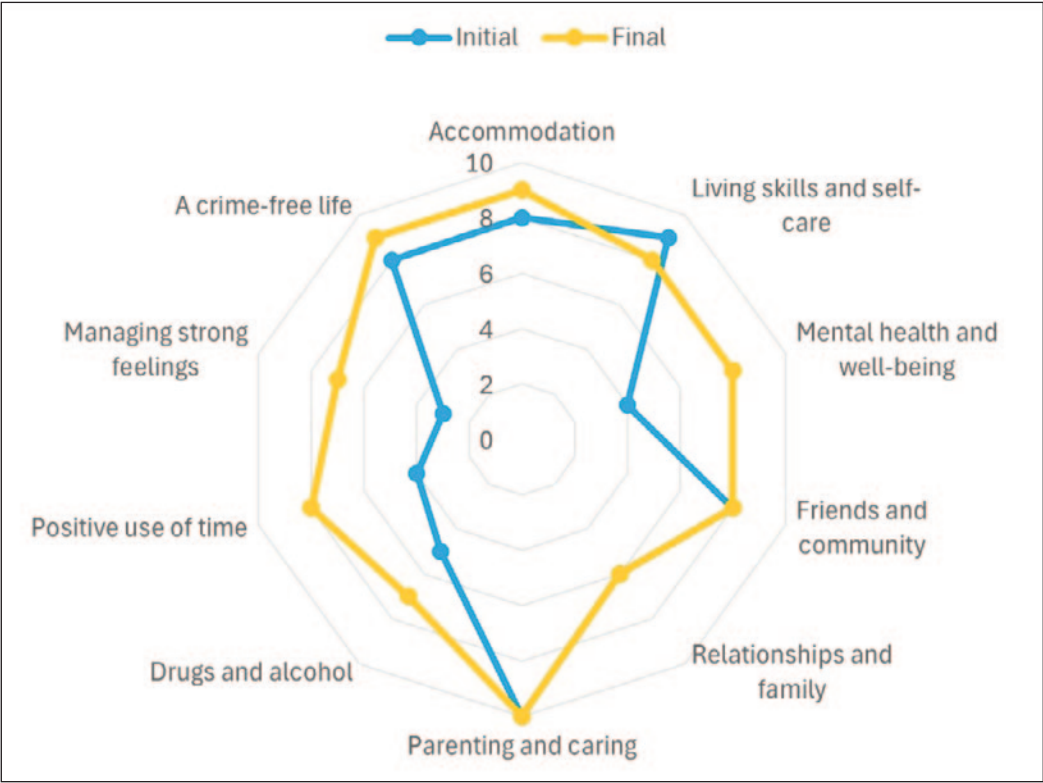 Initial Final
Accommodation
10
8
6
4
2
0
Living skills and self-
care
Mental health and
well-being
Friends and
community
Relationships and
family
Parenting and caring
Drugs and alcohol
Positive use of time
Managing strong
feelings
A crime-free life